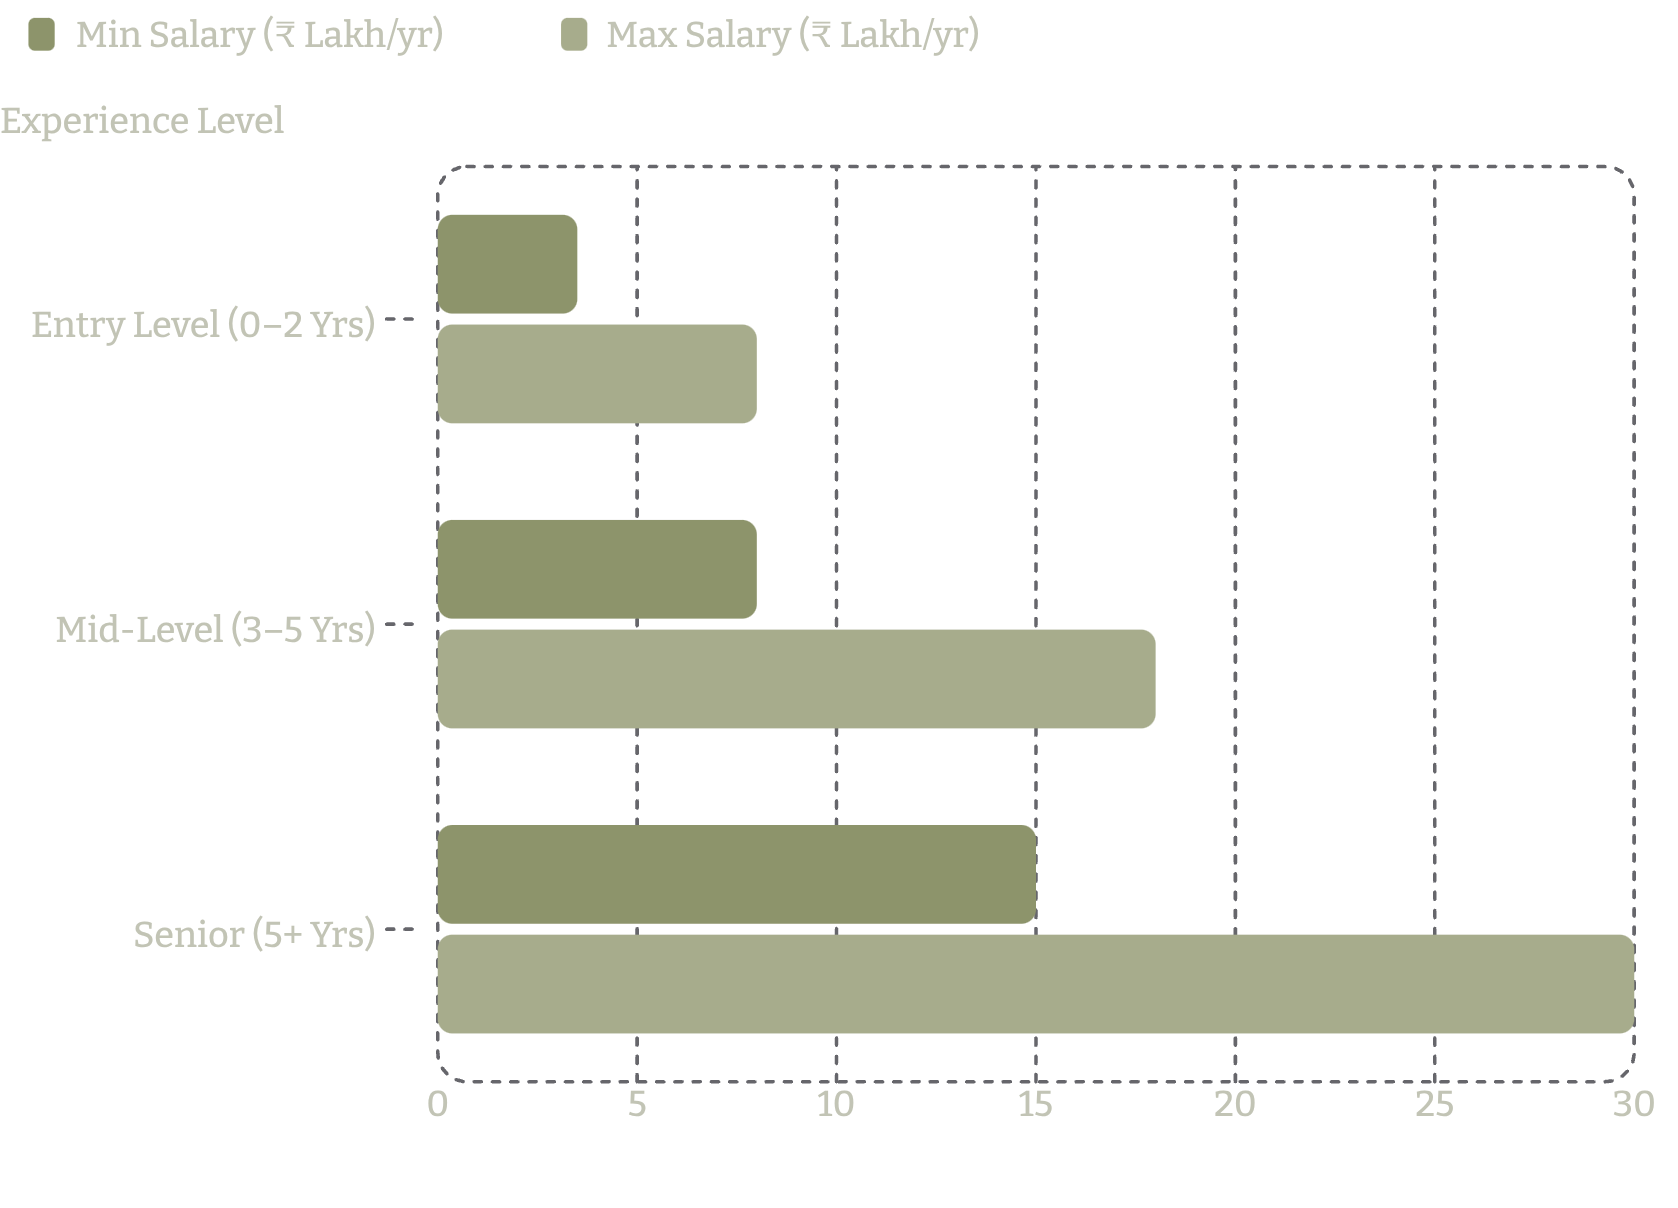 Min Salary (₹ Lakh/yr) Max Salary (₹ Lakh/yr)
Experience Level
Entry Level (0–2 Yrs)
Mid-Level (3–5 Yrs)
Senior (5+ Yrs)
0 5 10 15 20 25 30